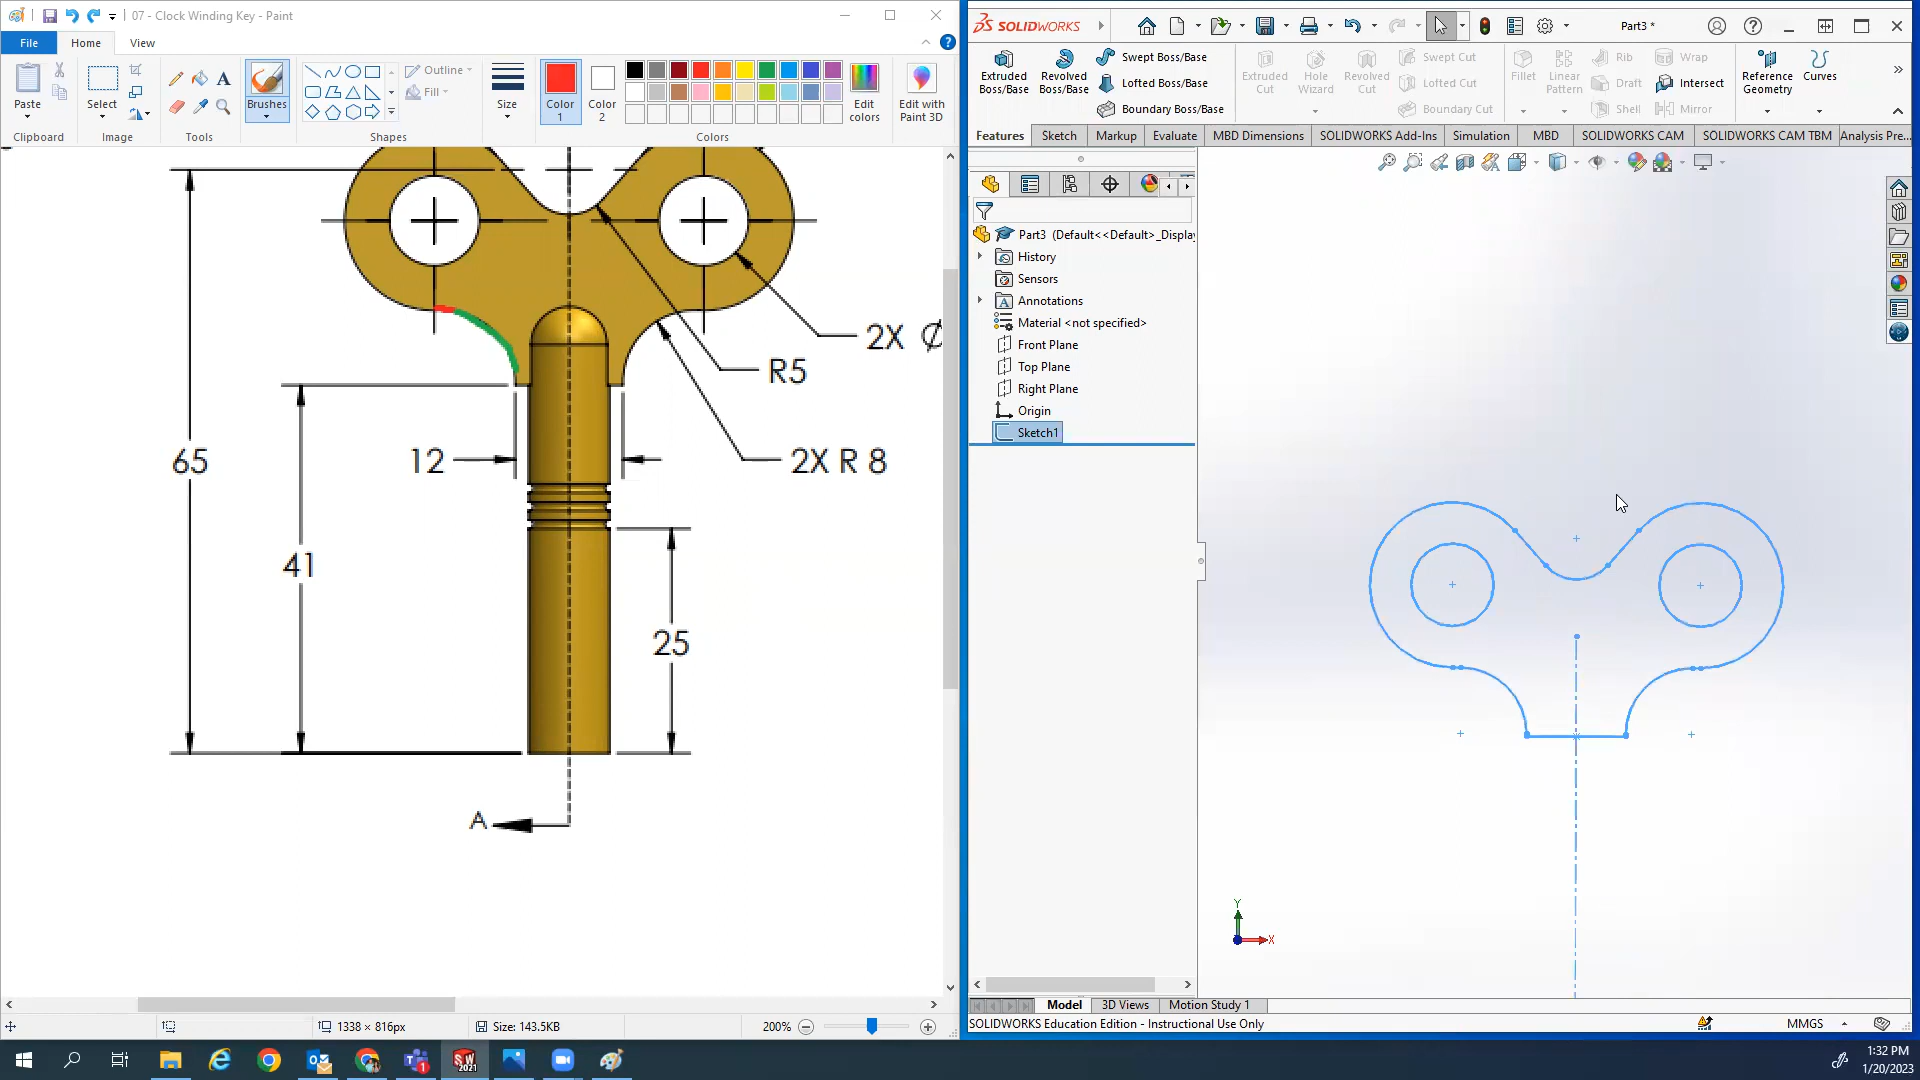 07 - Clock Winding Key - Paint
File
Home
View
Paste
Select
Brushes
Outline
Fill
Size
Color
1
Color
2
Edit
colors
Edit with
Paint 3D
Clipboard
Image
Tools
Shapes
Colors
65
41
12
25
2X
R5
2X R 8
A
1338 × 816px
Size: 143.5KB
200%
SOLIDWORKS
Part3 *
Extruded
Boss/Base
Revolved
Boss/Base
Swept Boss/Base
Lofted Boss/Base
Boundary Boss/Base
Extruded
Cut
Hole
Wizard
Revolved
Cut
Swept Cut
Lofted Cut
Boundary Cut
Fillet
Linear
Pattern
Rib
Draft
Shell
Wrap
Intersect
Mirror
Reference
Geometry
Curves
Features
Sketch
Markup
Evaluate
MBD Dimensions
SOLIDWORKS Add-Ins
Simulation
MBD
SOLIDWORKS CAM
SOLIDWORKS CAM TBM
Analysis Pre...
Part3 (Default<<Default>_Display
History
Sensors
Annotations
Material <not specified>
Front Plane
Top Plane
Right Plane
Origin
Sketch1
Y
X
Model
3D Views
Motion Study 1
SOLIDWORKS Education Edition - Instructional Use Only
MMGS
SW
2021
1
1:32 PM
1/20/2023